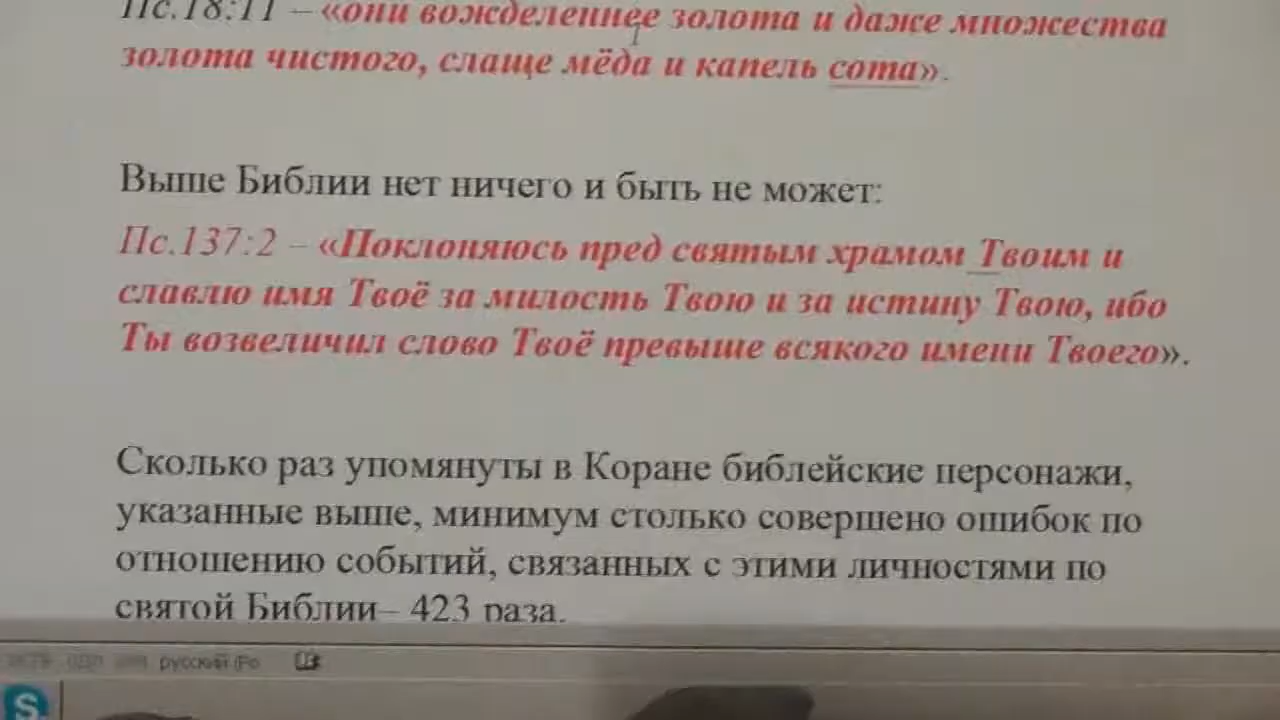 Пс.18:11 – «они вожделеннее золота и даже множества
золота чистого, слаще мёда и капель сота».
Выше Библии нет ничего и быть не может:
Пс.137:2 – «Поклоняюсь пред святым храмом Твоим и
славлю имя Твоё за милость Твою и за истину Твою, ибо
Ты возвеличил слово Твоё превыше всякого имени Твоего».
Сколько раз упомянуты в Коране библейские персонажи,
указанные выше, минимум столько совершено ошибок по
отношению событий, связанных с этими личностями по
святой Библии– 423 раза.
русский (Ро
S